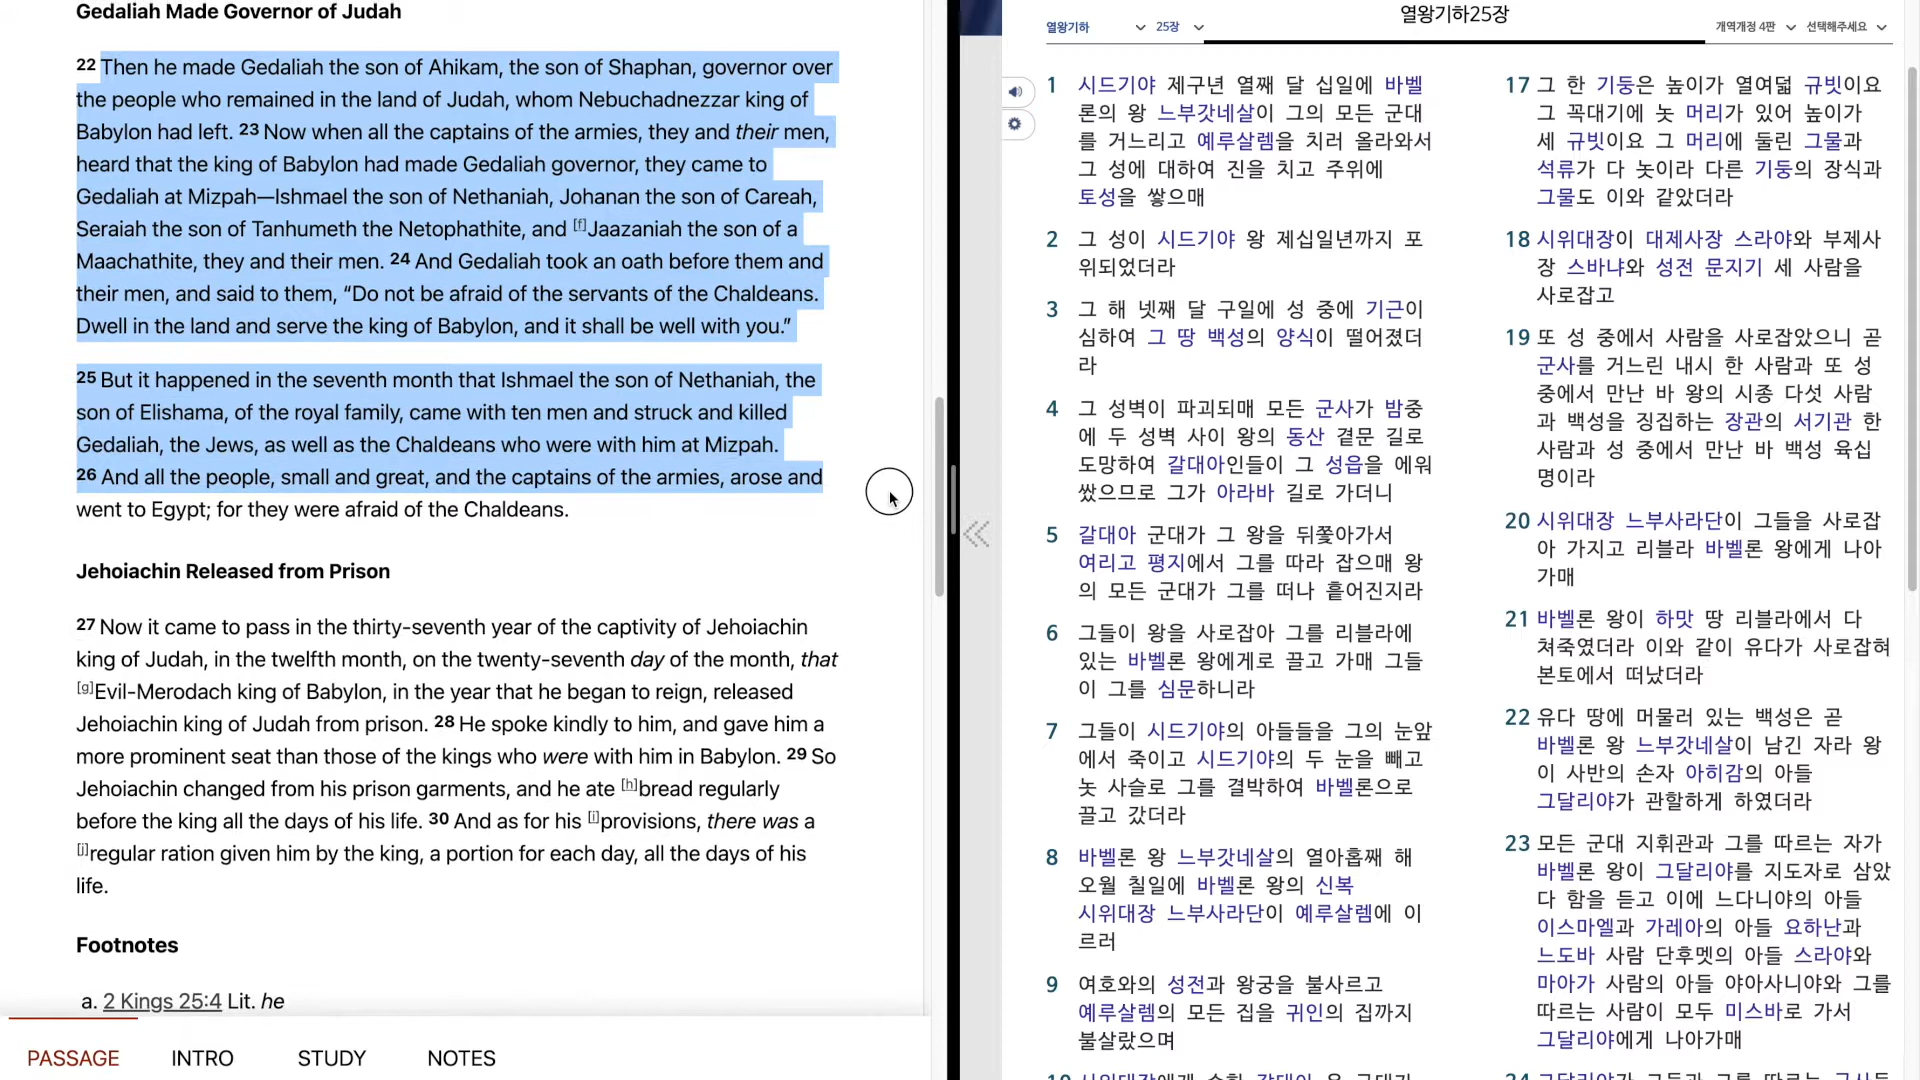 Gedaliah Made Governor of Judah
22 Then he made Gedaliah the son of Ahikam, the son of Shaphan, governor over
the people who remained in the land of Judah, whom Nebuchadnezzar king of
Babylon had left. 23 Now when all the captains of the armies, they and their men,
heard that the king of Babylon had made Gedaliah governor, they came to
Gedaliah at Mizpah—Ishmael the son of Nethaniah, Johanan the son of Careah,
Seraiah the son of Tanhumeth the Netophathite, and [f]Jaazaniah the son of a
Maachathite, they and their men. 24 And Gedaliah took an oath before them and
their men, and said to them, “Do not be afraid of the servants of the Chaldeans.
Dwell in the land and serve the king of Babylon, and it shall be well with you.”
25 But it happened in the seventh month that Ishmael the son of Nethaniah, the
son of Elishama, of the royal family, came with ten men and struck and killed
Gedaliah, the Jews, as well as the Chaldeans who were with him at Mizpah.
26 And all the people, small and great, and the captains of the armies, arose and
went to Egypt; for they were afraid of the Chaldeans.
Jehoiachin Released from Prison
27 Now it came to pass in the thirty-seventh year of the captivity of Jehoiachin
king of Judah, in the twelfth month, on the twenty-seventh day of the month, that
[g]Evil-Merodach king of Babylon, in the year that he began to reign, released
Jehoiachin king of Judah from prison. 28 He spoke kindly to him, and gave him a
more prominent seat than those of the kings who were with him in Babylon. 29 So
Jehoiachin changed from his prison garments, and he ate [h]bread regularly
before the king all the days of his life. 30 And as for his [i]provisions, there was a
[j]regular ration given him by the king, a portion for each day, all the days of his
life.
Footnotes
a. 2 Kings 25:4 Lit. he
PASSAGE INTRO STUDY NOTES
열왕기하25장
열왕기하 25장 개역개정 4판 선택해주세요
1 시드기야 제구년 열째 달 십일에 바벨
론의 왕 느부갓네살이 그의 모든 군대
를 거느리고 예루살렘을 치러 올라와서
그 성에 대하여 진을 치고 주위에
토성을 쌓으매
2 그 성이 시드기야 왕 제십일년까지 포
위되었더라
3 그 해 넷째 달 구일에 성 중에 기근이
심하여 그 땅 백성의 양식이 떨어졌더
라
4 그 성벽이 파괴되매 모든 군사가 밤중
에 두 성벽 사이 왕의 동산 곁문 길로
도망하여 갈대아인들이 그 성읍을 에워
쌌으므로 그가 아라바 길로 가더니
5 갈대아 군대가 그 왕을 뒤쫓아가서
여리고 평지에서 그를 따라 잡으매 왕
의 모든 군대가 그를 떠나 흩어진지라
6 그들이 왕을 사로잡아 그를 리블라에
있는 바벨론 왕에게로 끌고 가매 그들
이 그를 심문하니라
7 그들이 시드기야의 아들들을 그의 눈앞
에서 죽이고 시드기야의 두 눈을 빼고
놋 사슬로 그를 결박하여 바벨론으로
끌고 갔더라
8 바벨론 왕 느부갓네살의 열아홉째 해
오월 칠일에 바벨론 왕의 신복
시위대장 느부사라단이 예루살렘에 이
르러
9 여호와의 성전과 왕궁을 불사르고
예루살렘의 모든 집을 귀인의 집까지
불살랐으며
17 그 한 기둥은 높이가 열여덟 규빗이요
그 꼭대기에 놋 머리가 있어 높이가
세 규빗이요 그 머리에 둘린 그물과
석류가 다 놋이라 다른 기둥의 장식과
그물도 이와 같았더라
18 시위대장이 대제사장 스라야와 부제사
장 스바냐와 성전 문지기 세 사람을
사로잡고
19 또 성 중에서 사람을 사로잡았으니 곧
군사를 거느린 내시 한 사람과 또 성
중에서 만난 바 왕의 시종 다섯 사람
과 백성을 징집하는 장관의 서기관 한
사람과 성 중에서 만난 바 백성 육십
명이라
20 시위대장 느부사라단이 그들을 사로잡
아 가지고 리블라 바벨론 왕에게 나아
가매
21 바벨론 왕이 하맛 땅 리블라에서 다
쳐죽였더라 이와 같이 유다가 사로잡혀
본토에서 떠났더라
22 유다 땅에 머물러 있는 백성은 곧
바벨론 왕 느부갓네살이 남긴 자라 왕
이 사반의 손자 아히감의 아들
그달리야가 관할하게 하였더라
23 모든 군대 지휘관과 그를 따르는 자가
바벨론 왕이 그달리야를 지도자로 삼았
다 함을 듣고 이에 느다니야의 아들
이스마엘과 가레아의 아들 요하난과
느도바 사람 단후멧의 아들 스라야와
마아가 사람의 아들 야아사니야와 그를
따르는 사람이 모두 미스바로 가서
그달리야에게 나아가매